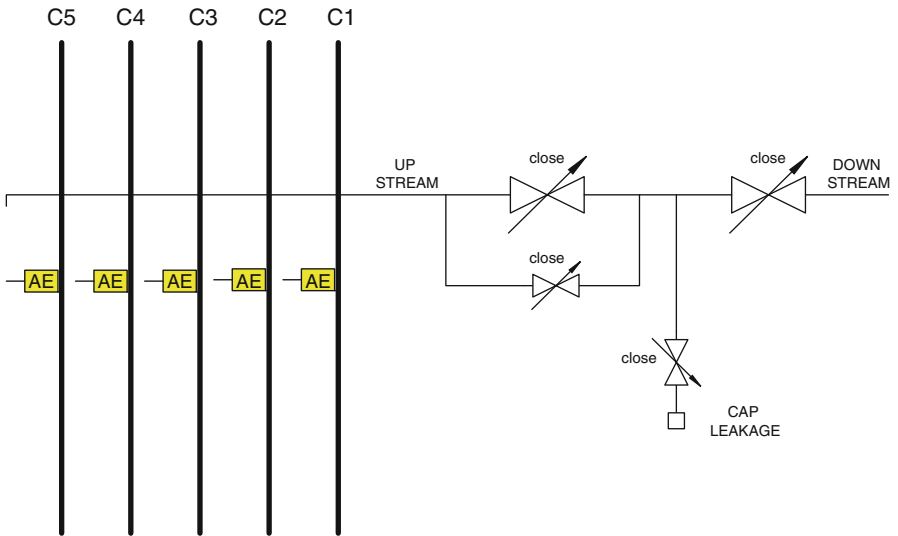 C5 C4 C3 C2 C1
UP
STREAM
close
close
DOWN
STREAM
AE AE AE AE AE
close
close
CAP
LEAKAGE